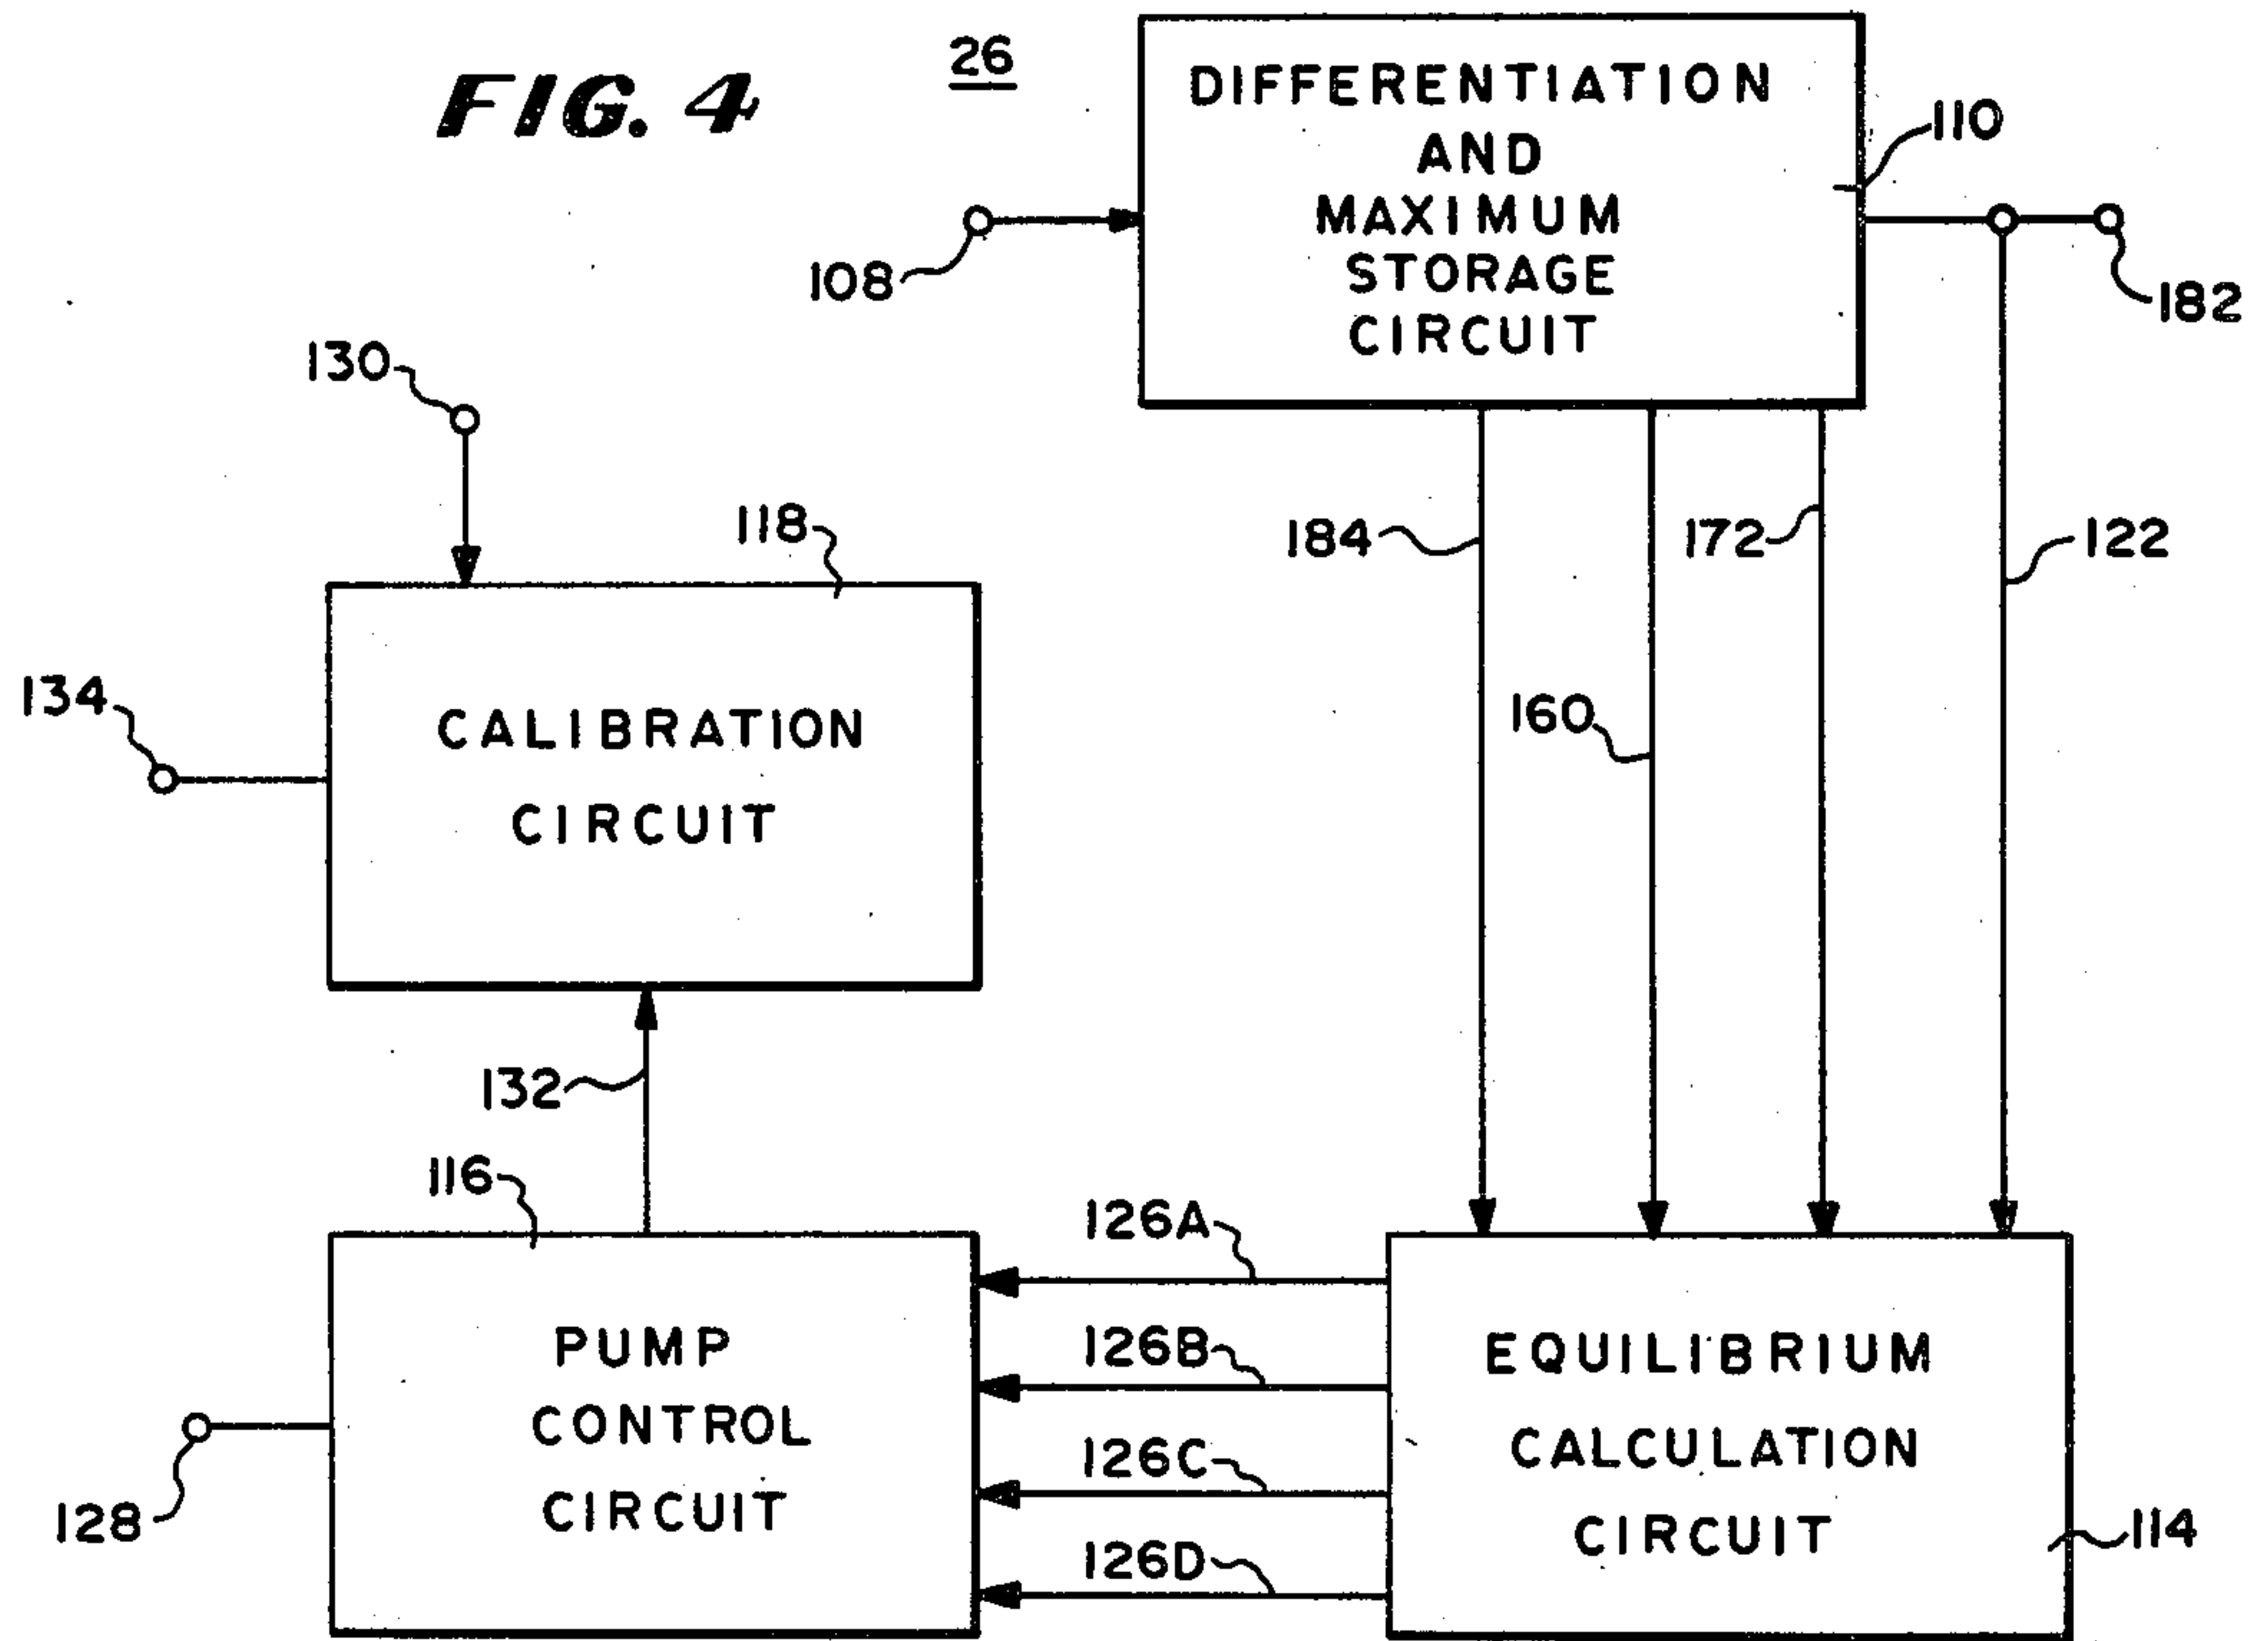 FIG. 4
26
DIFFERENTIATION
AND
MAXIMUM
STORAGE
CIRCUIT
110
108
182
130
118
184
172
122
134
CALIBRATION
CIRCUIT
160
132
116
126A
126B
126C
126D
PUMP
CONTROL
CIRCUIT
128
EQUILIBRIUM
CALCULATION
CIRCUIT
114